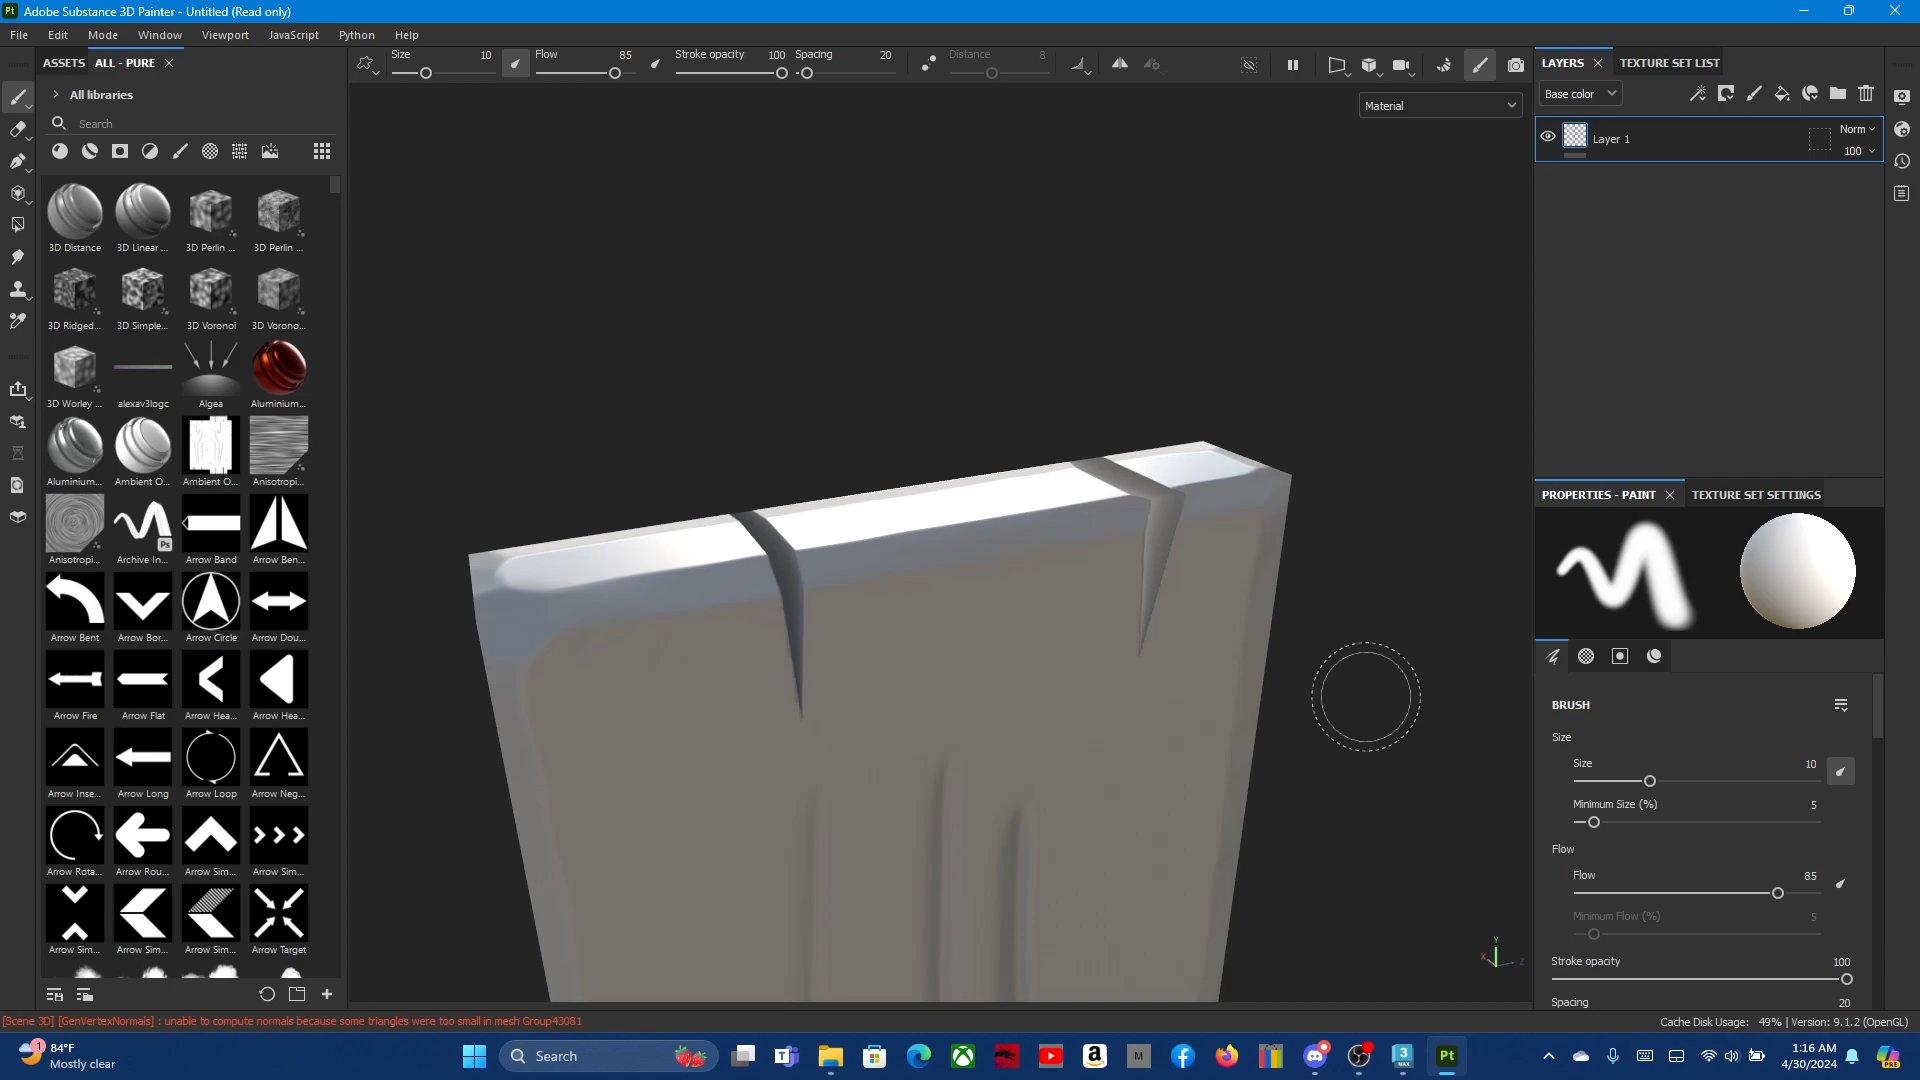 Adobe Substance 3D Painter - Untitled (Read only)
File Edit Mode Window Viewport JavaScript Python Help
ASSETS ALL - PURE
Size 10 Flow 85 Stroke opacity 100 Spacing 20 Distance 8
All libraries
Search
3D Distance 3D Linear ... 3D Perlin ... 3D Perlin ...
3D Ridged... 3D Simple... 3D Voronoi 3D Vorono...
3D Worley ... alexav3logc Algea Aluminium...
Aluminium... Ambient O... Ambient O... Anisotropi...
Anisotropi... Archive In... Arrow Band Arrow Ben...
Ps
Arrow Bent Arrow Bor... Arrow Circle Arrow Dou...
Arrow Fire Arrow Flat Arrow Hea... Arrow Hea...
Arrow Inse... Arrow Long Arrow Loop Arrow Neg...
Arrow Rota... Arrow Rou... Arrow Sim... Arrow Sim...
Arrow Sim... Arrow Sim... Arrow Sim... Arrow Target
Material
Y
X Z
LAYERS TEXTURE SET LIST
Base color
Layer 1
Norm
100
PROPERTIES - PAINT TEXTURE SET SETTINGS
BRUSH
Size
Size 10
Minimum Size (%) 5
Flow
Flow 85
Minimum Flow (%) 5
Stroke opacity 100
Spacing 20
[Scene 3D] [GenVertexNormals] : unable to compute normals because some triangles were too small in mesh Group43081
Cache Disk Usage: 49% | Version: 9.1.2 (OpenGL)
1
84°F
Mostly clear
Search
M
3
MAX
Pt
1:16 AM
4/30/2024
PRE